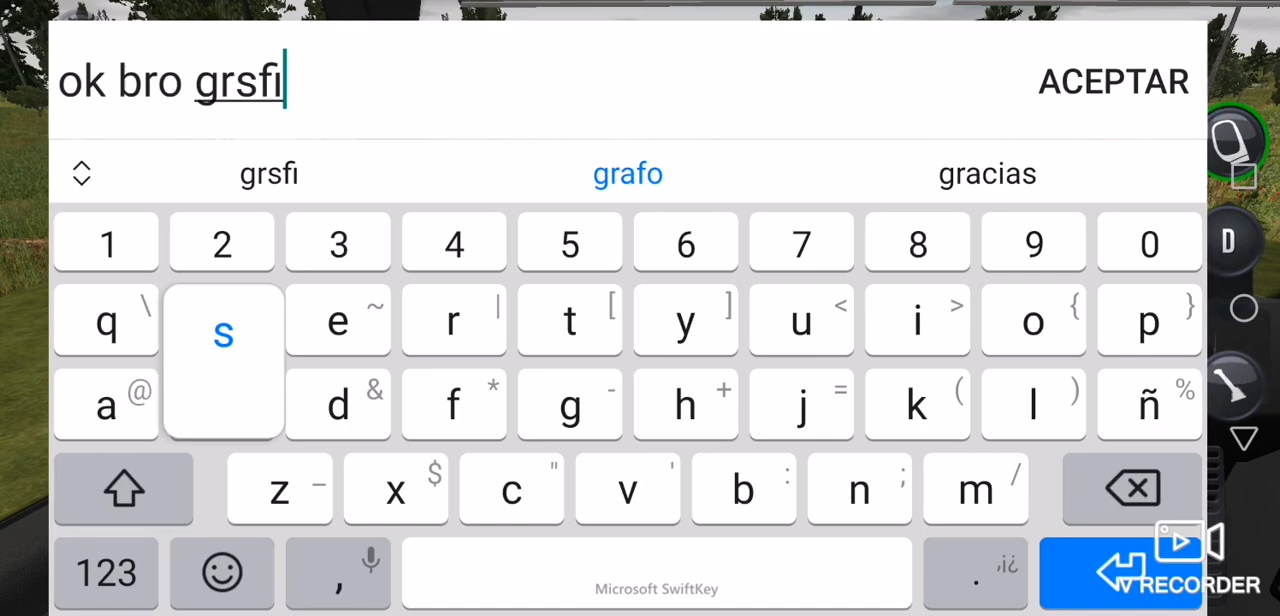 ok bro grsfi
ACEPTAR
grsfi grafo gracias
1 2 3 4 5 6 7 8 9 0
q \ s e ~ r | t [ y ] u < i > o { p }
D
a @ d & f * g - h + j = k ( l ) ñ %
z _ x $ c " v ' b : n ; m /
123 , Microsoft SwiftKey . ,¡¿
V RECORDER